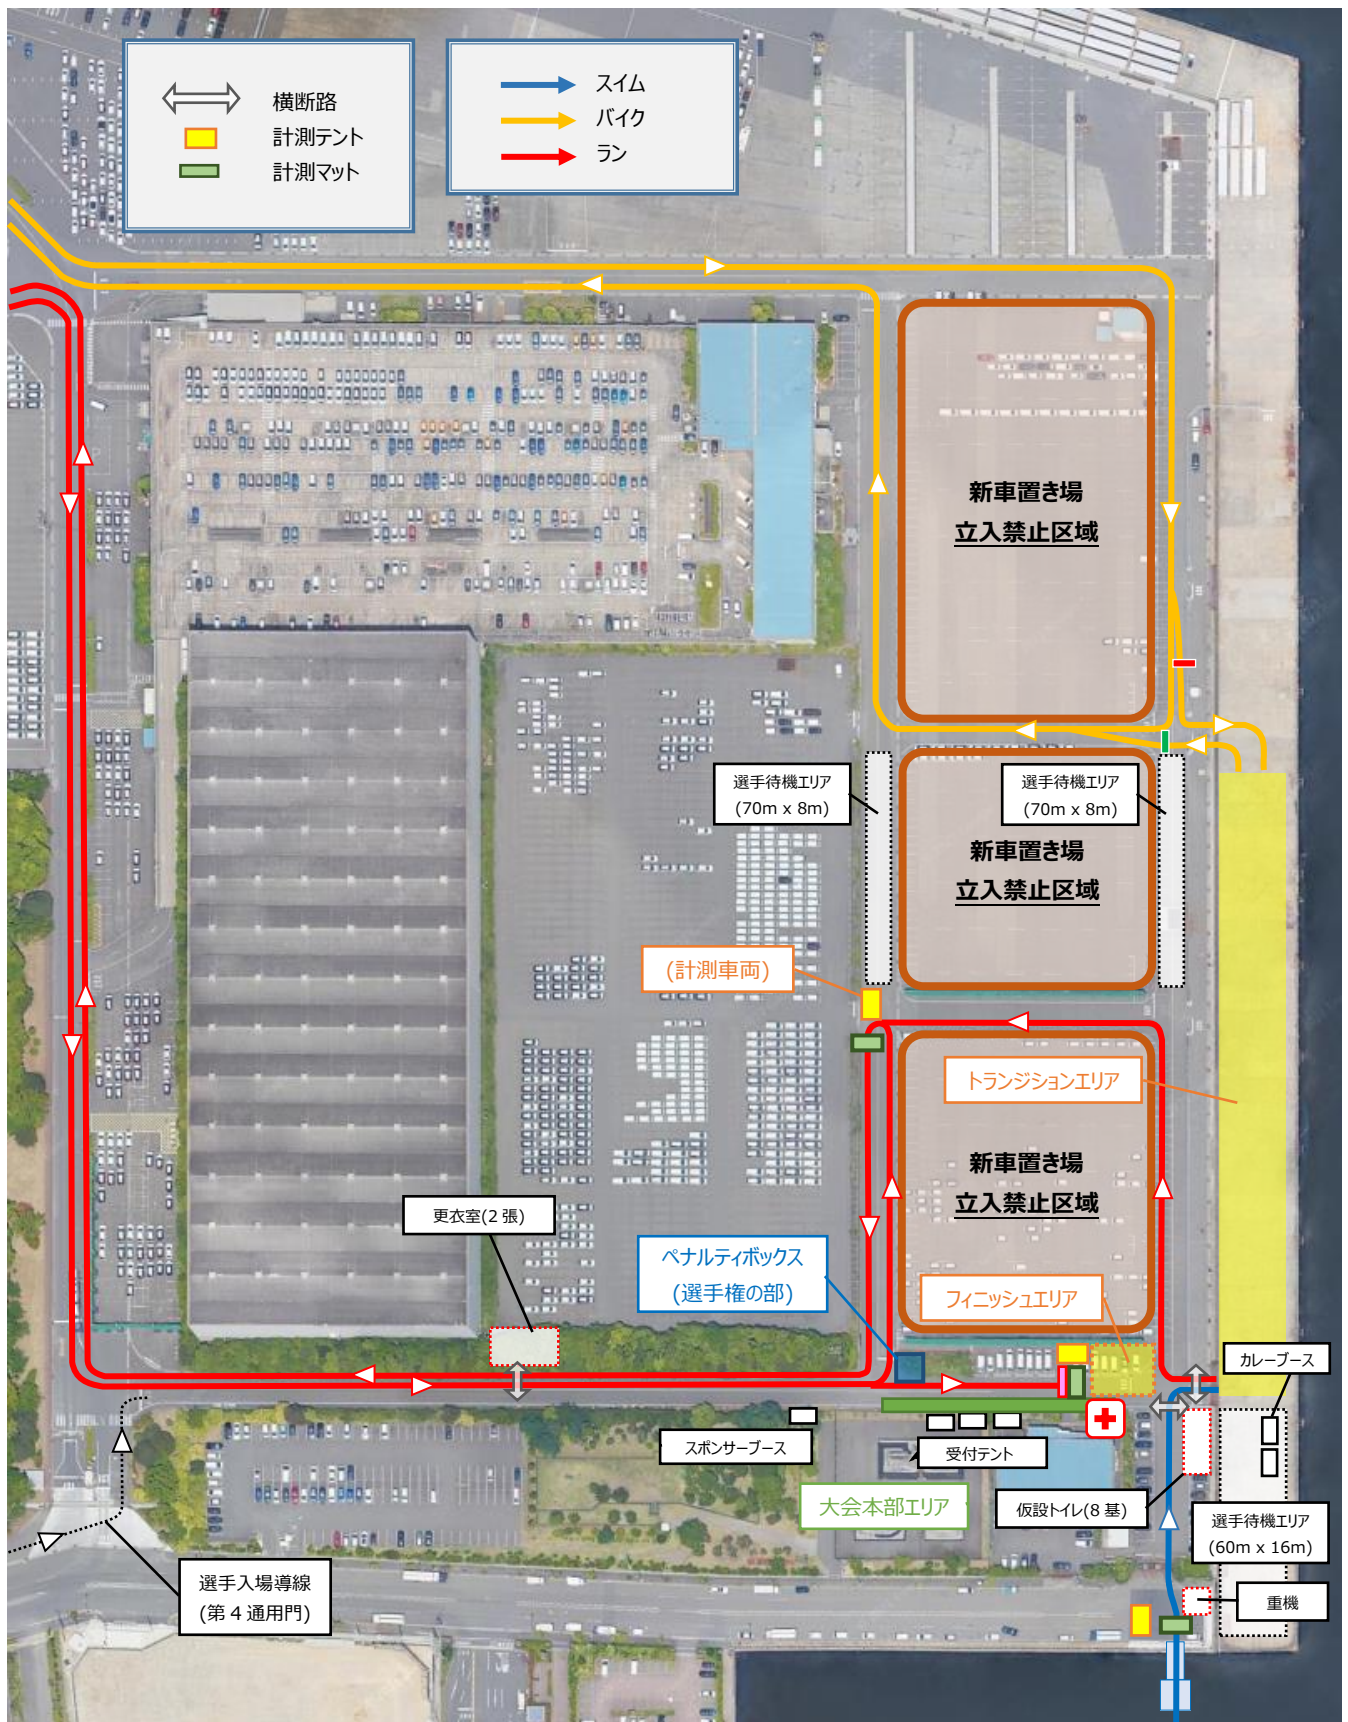 横断路
計測テント
計測マット
スイム
バイク
ラン
新車置き場
立入禁止区域
選手待機エリア
(70m x 8m)
選手待機エリア
(70m x 8m)
新車置き場
立入禁止区域
(計測車両)
トランジションエリア
新車置き場
立入禁止区域
更衣室(2 張)
ペナルティボックス
(選手権の部)
フィニッシュエリア
カレーブース
スポンサーブース
受付テント
大会本部エリア
仮設トイレ(8 基)
選手待機エリア
(60m x 16m)
選手入場導線
(第 4 通用門)
重機